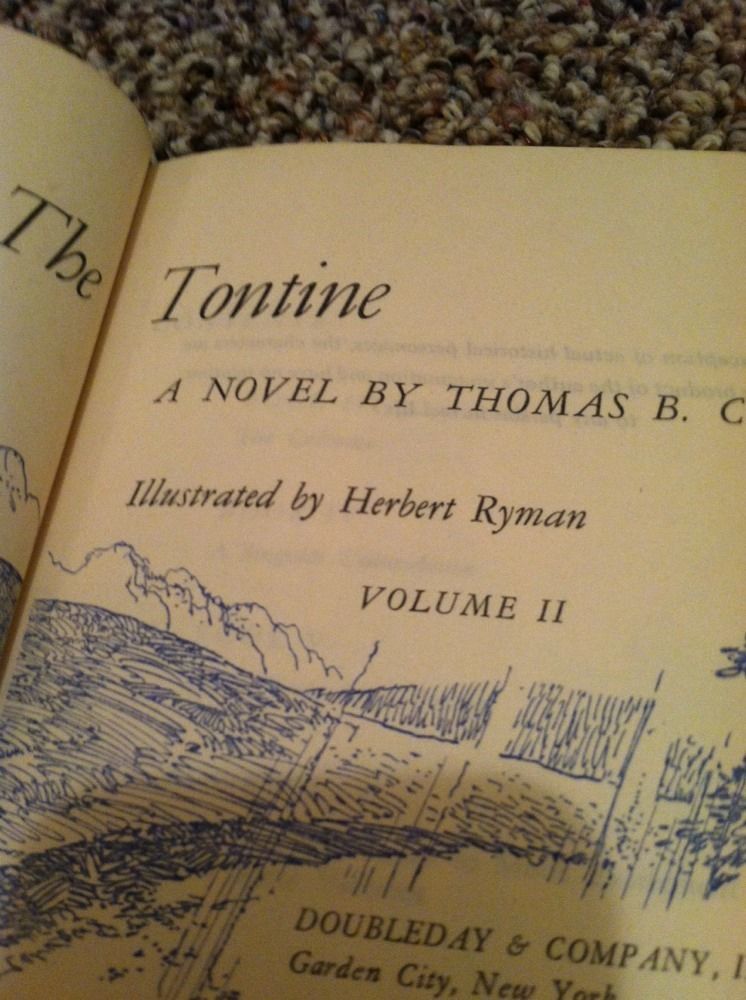 The Tontine
A NOVEL BY THOMAS B. C
Illustrated by Herbert Ryman
VOLUME II
DOUBLEDAY & COMPANY, I
Garden City, New York